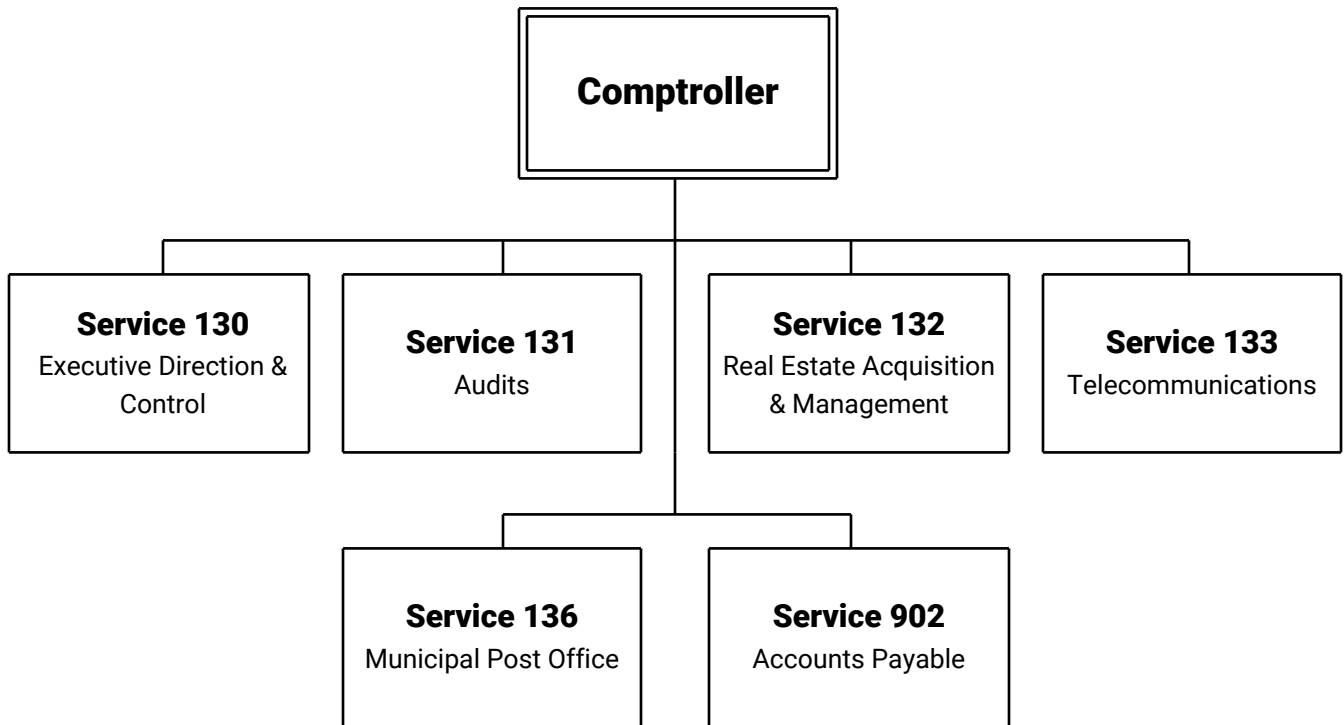 Comptroller
Service 130
Executive Direction &
Control
Service 131
Audits
Service 132
Real Estate Acquisition
& Management
Service 133
Telecommunications
Service 136
Municipal Post Office
Service 902
Accounts Payable